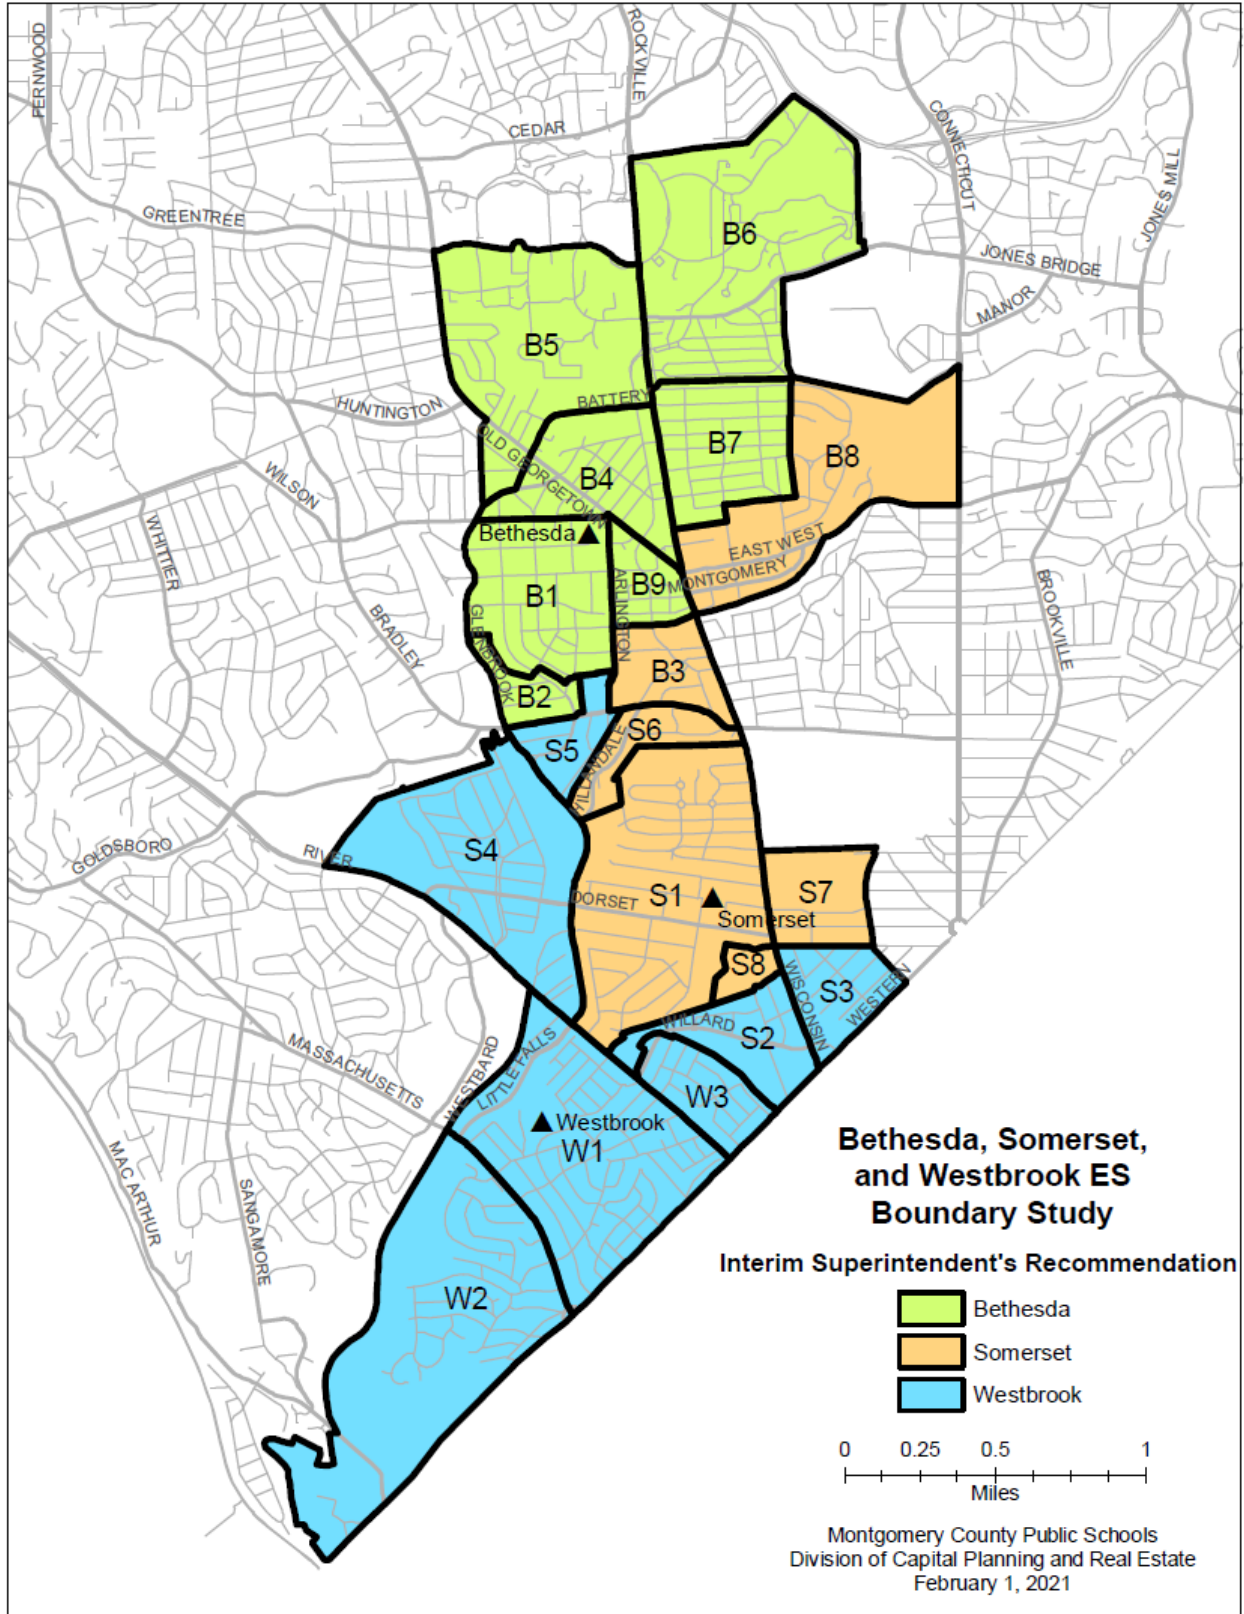 FERNWOOD
ROCKVILLE
CEDAR
CONNECTICUT
JONES MILL
GREENTREE
B6
JONES BRIDGE
MANOR
B5
HUNTINGTON
BATTERY
OLD GEORGETOWN
B7
B8
WILSON
B4
WHITTIER
Bethesda
EAST WEST
MONTGOMERY
B1
ARLINGTON
B9
BROOKVILLE
BRADLEY
GLENBROOK
B3
B2
S6
S5
HILLANDALE
GOLDSBORO
RIVER
S4
DORSET
S1
Somerset
S7
S8
WISCONSIN
S3
WESTERN
WILLARD
S2
MASSACHUSETTS
WESTBARD
LITTLE FALLS
W3
Westbrook
W1
MAC ARTHUR
SANGAMORE
W2
Bethesda, Somerset,
and Westbrook ES
Boundary Study
Interim Superintendent's Recommendation
Bethesda
Somerset
Westbrook
0 0.25 0.5 1
Miles
Montgomery County Public Schools
Division of Capital Planning and Real Estate
February 1, 2021